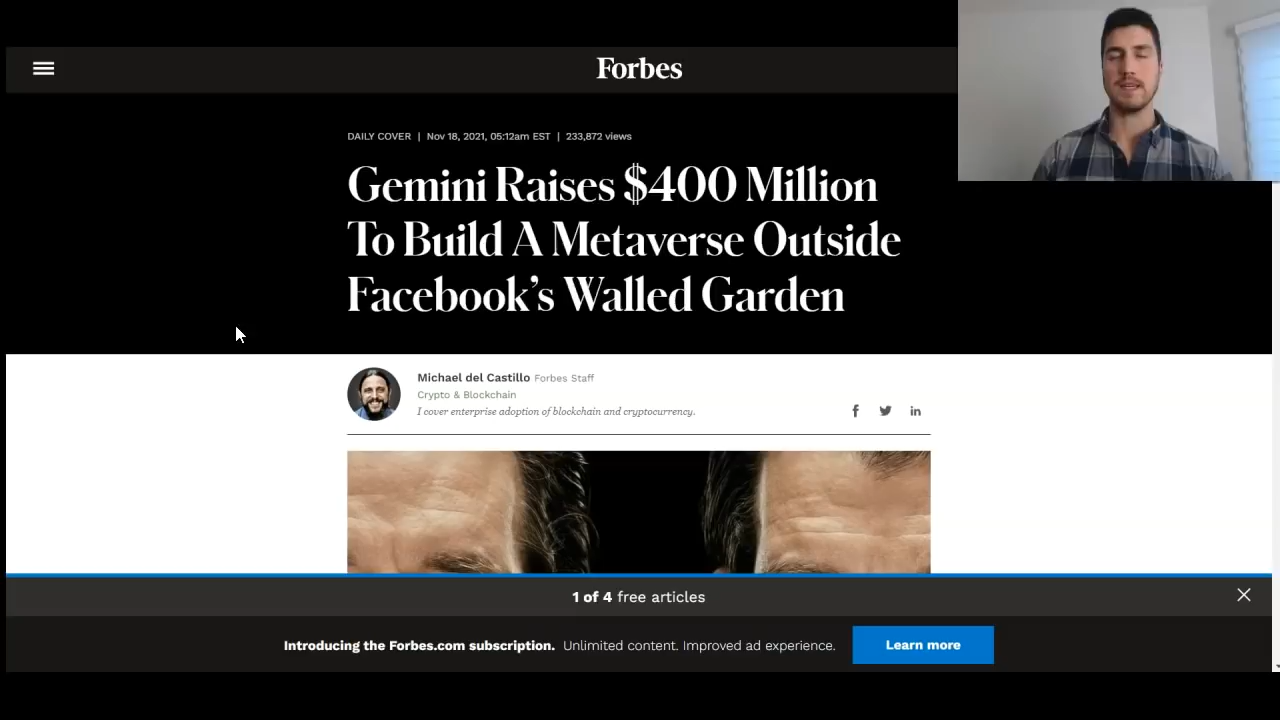 Forbes
DAILY COVER | Nov 18, 2021, 05:12am EST | 233,872 views
Gemini Raises $400 Million
To Build A Metaverse Outside
Facebook’s Walled Garden
Michael del Castillo Forbes Staff
Crypto & Blockchain
I cover enterprise adoption of blockchain and cryptocurrency.
1 of 4 free articles
Introducing the Forbes.com subscription. Unlimited content. Improved ad experience. Learn more